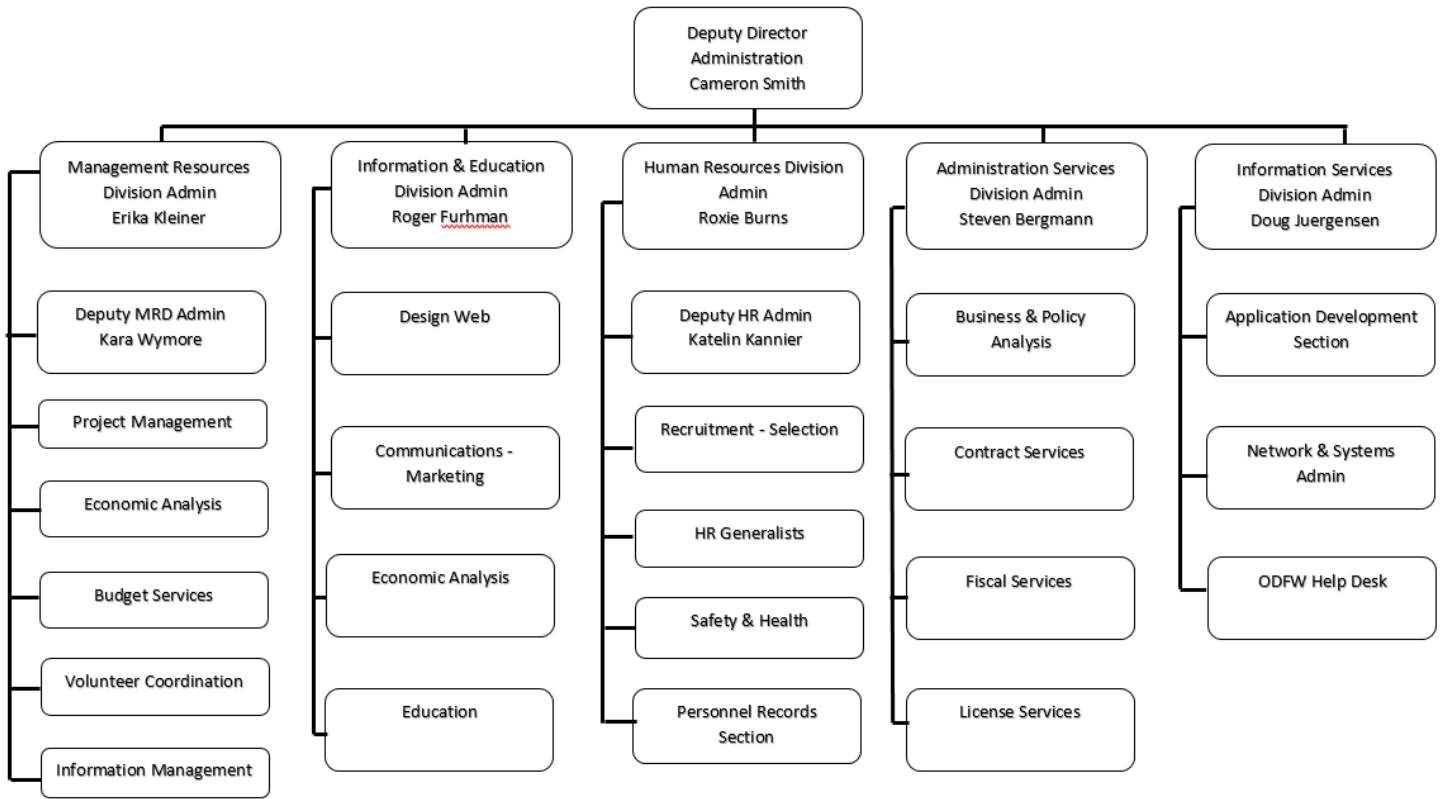 Deputy Director
Administration
Cameron Smith
Management Resources
Division Admin
Erika Kleiner
Deputy MRD Admin
Kara Wymore
Project Management
Economic Analysis
Budget Services
Volunteer Coordination
Information Management
Information & Education
Division Admin
Roger Furhman
Design Web
Communications -
Marketing
Economic Analysis
Education
Human Resources Division
Admin
Roxie Burns
Deputy HR Admin
Katelin Kannier
Recruitment - Selection
HR Generalists
Safety & Health
Personnel Records
Section
Administration Services
Division Admin
Steven Bergmann
Business & Policy
Analysis
Contract Services
Fiscal Services
License Services
Information Services
Division Admin
Doug Juergensen
Application Development
Section
Network & Systems
Admin
ODFW Help Desk